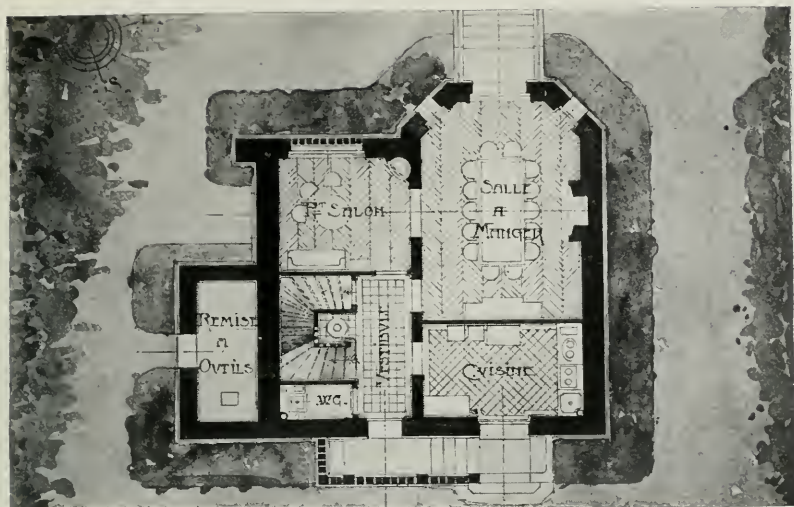 S
Pᵗ SALON
SALLE
A
MANGER
REMISE
A
OUTILS
VESTIBULE
W.C.
CUISINE